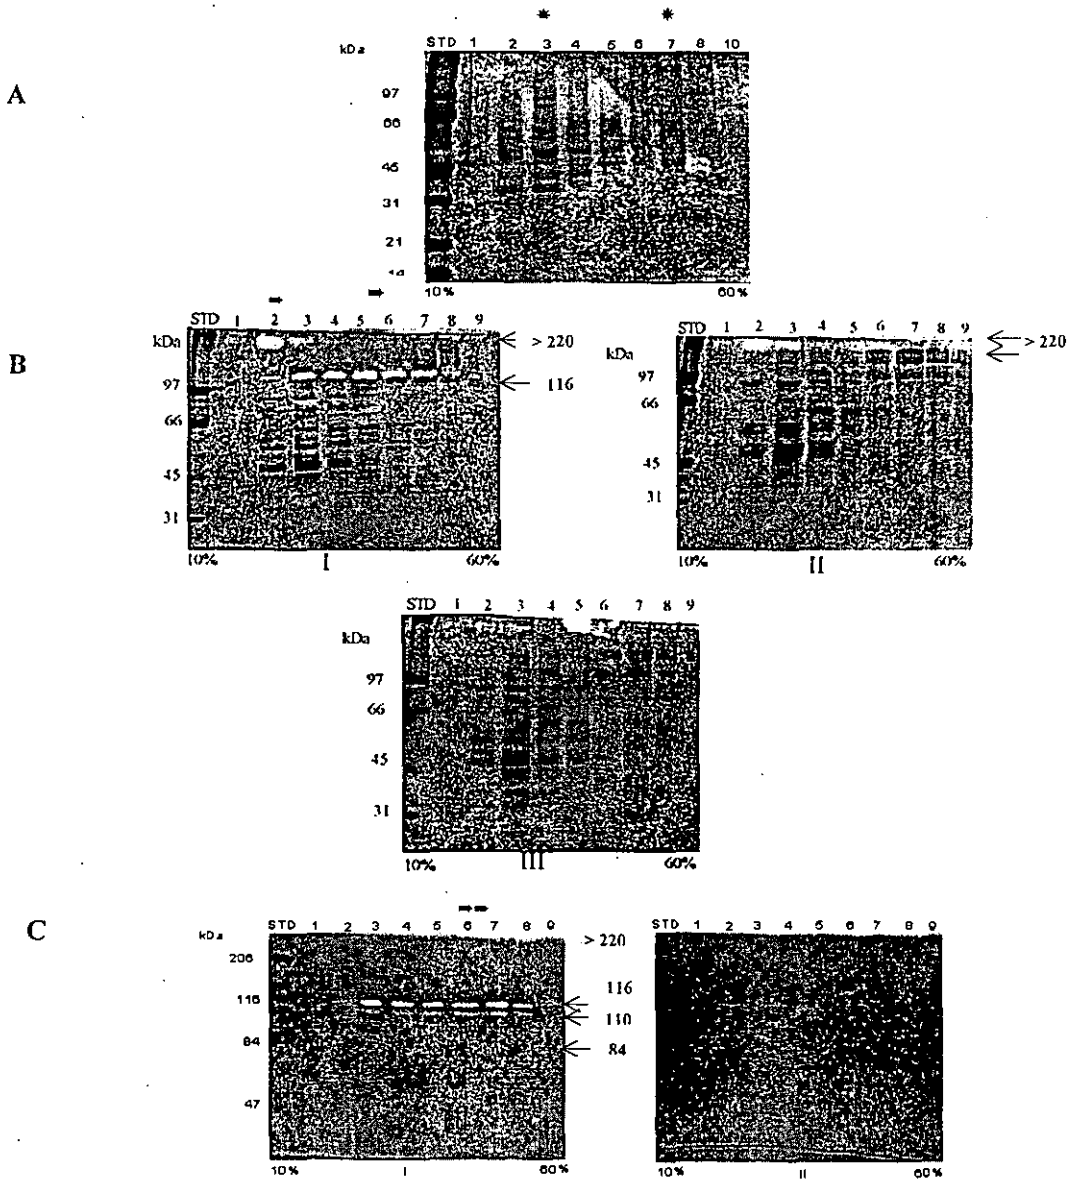 * *
A
kDa STD 1 2 3 4 5 6 7 8 10
97
66
45
31
21
10% 60%
B
STD 1 2 3 4 5 6 7 8 9
kDa
97
66
45
31
> 220
116
10% I 60%
STD 1 2 3 4 5 6 7 8 9
kDa
97
66
45
31
> 220
10% II 60%
STD 1 2 3 4 5 6 7 8 9
kDa
97
66
45
31
10% III 60%
C
kDa STD 1 2 3 4 5 6 7 8 9
206
116
84
47
> 220
116
110
84
10% I 60%
STD 1 2 3 4 5 6 7 8 9
10% II 60%